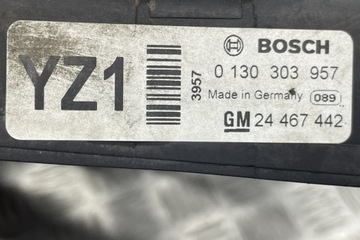 YZ1
3957
BOSCH
0 130 303 957
Made in Germany 089
GM 24 467 442